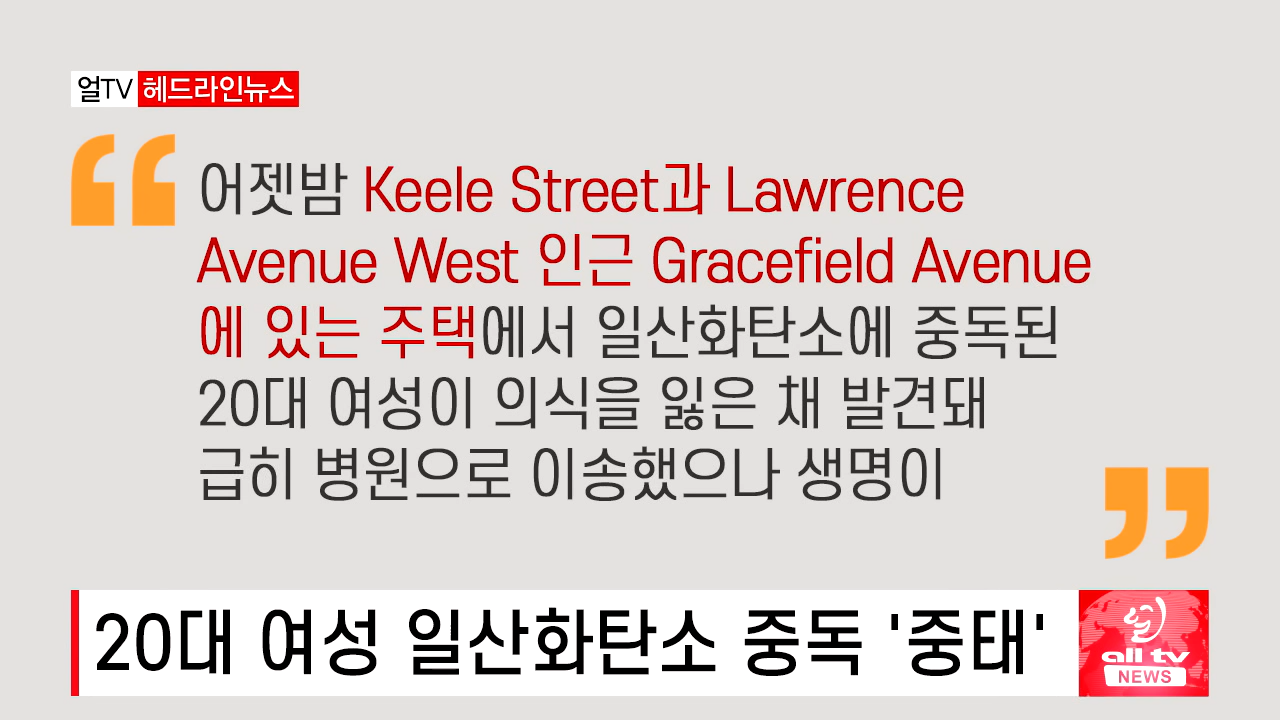 얼TV 헤드라인뉴스
어젯밤 Keele Street과 Lawrence
Avenue West 인근 Gracefield Avenue
에 있는 주택에서 일산화탄소에 중독된
20대 여성이 의식을 잃은 채 발견돼
급히 병원으로 이송했으나 생명이
20대 여성 일산화탄소 중독 '중태'
얼
all tv
NEWS